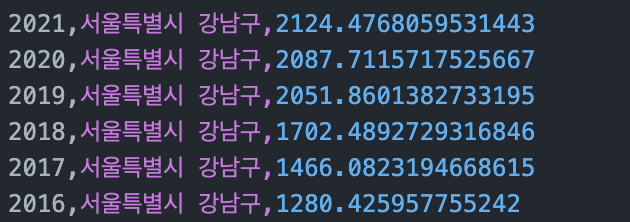 2021,서울특별시 강남구,2124.4768059531443
2020,서울특별시 강남구,2087.7115717525667
2019,서울특별시 강남구,2051.8601382733195
2018,서울특별시 강남구,1702.4892729316846
2017,서울특별시 강남구,1466.0823194668615
2016,서울특별시 강남구,1280.425957755242